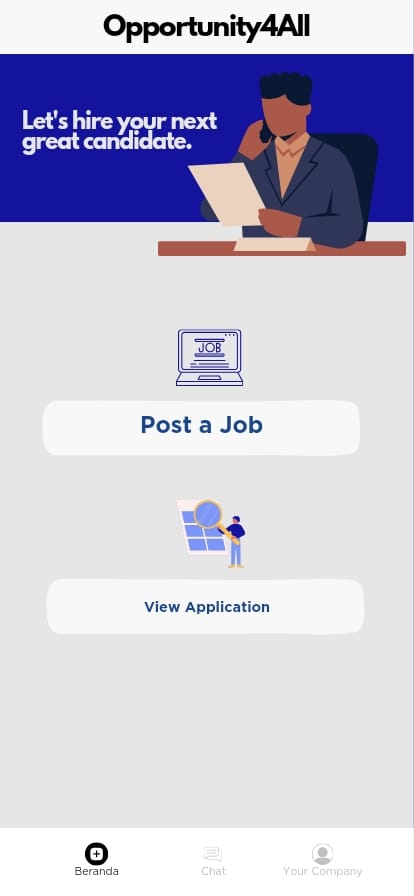 Opportunity4All
Let's hire your next
great candidate.
JOB
Post a Job
View Application
Beranda
Chat
Your Company